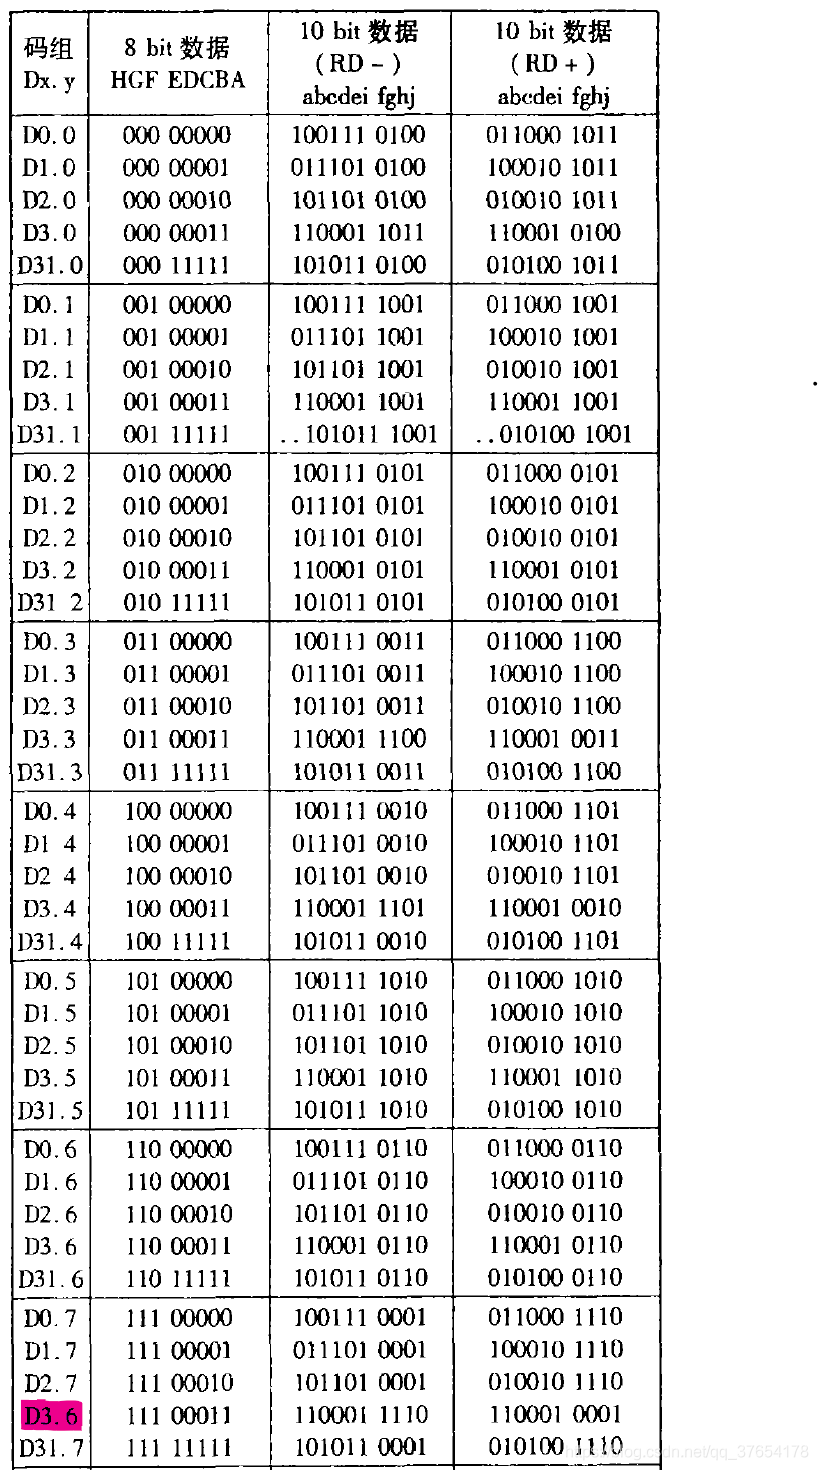 码组 Dx. y 8 bit 数据 HGF EDCBA 10 bit 数据 (RD－) abcdei fghj 10 bit 数据 (RD＋) abcdei fghj
D0. 0 000 00000 100111 0100 011000 1011
D1. 0 000 00001 011101 0100 100010 1011
D2. 0 000 00010 101101 0100 010010 1011
D3. 0 000 00011 110001 1011 110001 0100
D31. 0 000 11111 101011 0100 010100 1011
D0. 1 001 00000 100111 1001 011000 1001
D1. 1 001 00001 011101 1001 100010 1001
D2. 1 001 00010 101101 1001 010010 1001
D3. 1 001 00011 110001 1001 110001 1001
D31. 1 001 11111 ..101011 1001 ..010100 1001
D0. 2 010 00000 100111 0101 011000 0101
D1. 2 010 00001 011101 0101 100010 0101
D2. 2 010 00010 101101 0101 010010 0101
D3. 2 010 00011 110001 0101 110001 0101
D31 2 010 11111 101011 0101 010100 0101
D0. 3 011 00000 100111 0011 011000 1100
D1. 3 011 00001 011101 0011 100010 1100
D2. 3 011 00010 101101 0011 010010 1100
D3. 3 011 00011 110001 1100 110001 0011
D31. 3 011 11111 101011 0011 010100 1100
D0. 4 100 00000 100111 0010 011000 1101
D1 4 100 00001 011101 0010 100010 1101
D2 4 100 00010 101101 0010 010010 1101
D3. 4 100 00011 110001 1101 110001 0010
D31. 4 100 11111 101011 0010 010100 1101
D0. 5 101 00000 100111 1010 011000 1010
D1. 5 101 00001 011101 1010 100010 1010
D2. 5 101 00010 101101 1010 010010 1010
D3. 5 101 00011 110001 1010 110001 1010
D31. 5 101 11111 101011 1010 010100 1010
D0. 6 110 00000 100111 0110 011000 0110
D1. 6 110 00001 011101 0110 100010 0110
D2. 6 110 00010 101101 0110 010010 0110
D3. 6 110 00011 110001 0110 110001 0110
D31. 6 110 11111 101011 0110 010100 0110
D0. 7 111 00000 100111 0001 011000 1110
D1. 7 111 00001 011101 0001 100010 1110
D2. 7 111 00010 101101 0001 010010 1110
D3. 6 111 00011 110001 1110 110001 0001
D31. 7 111 11111 101011 0001 010100 1110
https://blog.csdn.net/qq_37654178